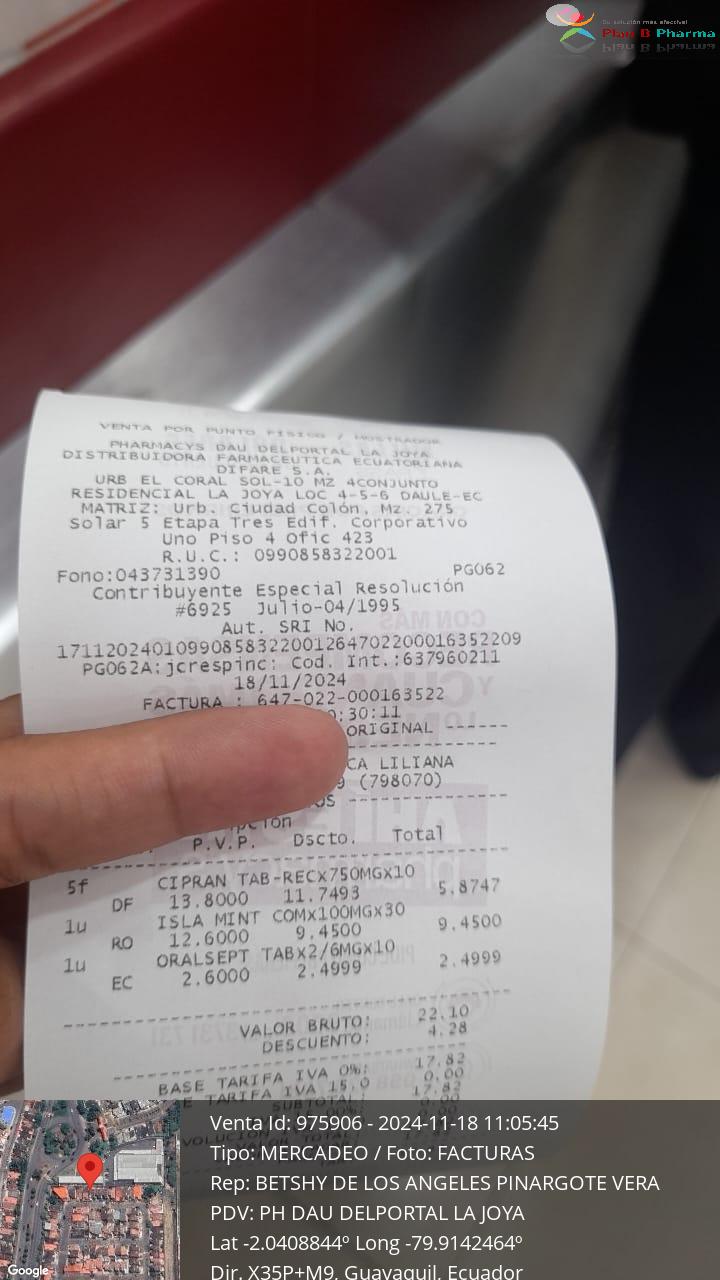 Su solución más efectiva!
Plan B Pharma
VENTA POR PUNTO FISICO / MOSTRADOR
PHARMACYS DAU DELPORTAL LA JOYA
DISTRIBUIDORA FARMACEUTICA ECUATORIANA
DIFARE S.A.
URB EL CORAL SOL-10 MZ 4CONJUNTO
RESIDENCIAL LA JOYA LOC 4-5-6 DAULE-EC
MATRIZ: Urb. Ciudad Colón, Mz. 275
Solar 5 Etapa Tres Edif. Corporativo
Uno Piso 4 Ofic 423
R.U.C.: 0990858322001
Fono:043731390 PG062
Contribuyente Especial Resolución
#6925 Julio-04/1995
Aut. SRI No.
17112024010990858322001264702200016352209
PG062A:jcrespinc: Cod. Int.:637960211
18/11/2024
FACTURA : 647-022-000163522
:30:11
ORIGINAL ------
CA LILIANA
9 (798070)
P.V.P. Dscto. Total
5f CIPRAN TAB-RECX750MGX10
DF 13.8000 11.7493 5.8747
1u ISLA MINT COMX100MGX30
RO 12.6000 9.4500 9.4500
1u ORALSEPT TABX2/6MGX10
EC 2.6000 2.4999 2.4999
VALOR BRUTO: 22.10
DESCUENTO: 4.28
BASE TARIFA IVA 0%: 17.82
TARIFA IVA 15.0 0.00
SUBTOTAL: 17.82
Venta Id: 975906 - 2024-11-18 11:05:45
Tipo: MERCADEO / Foto: FACTURAS
Rep: BETSHY DE LOS ANGELES PINARGOTE VERA
PDV: PH DAU DELPORTAL LA JOYA
Lat -2.0408844º Long -79.9142464º
Dir. X35P+M9, Guayaquil, Ecuador
Google